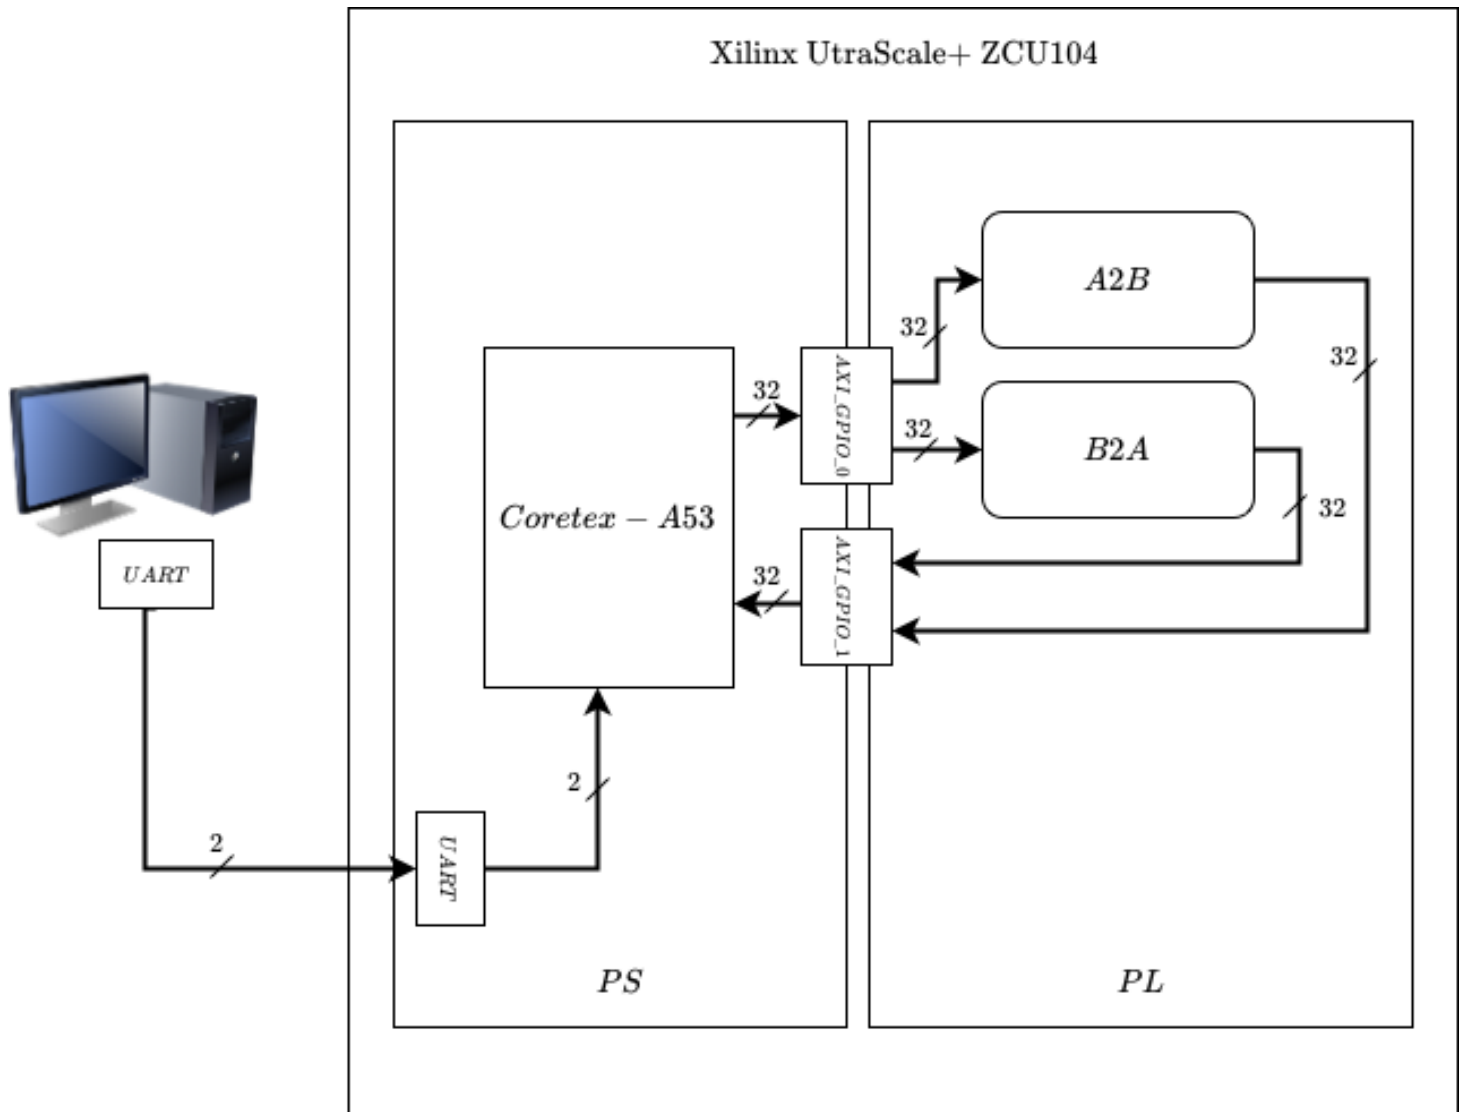 Xilinx UtraScale+ ZCU104
A2B
32
32
AXI_GPIO_0
32
32
B2A
Coretex - A53
32
AXI_GPIO_1
32
UART
2
2
UART
PS
PL